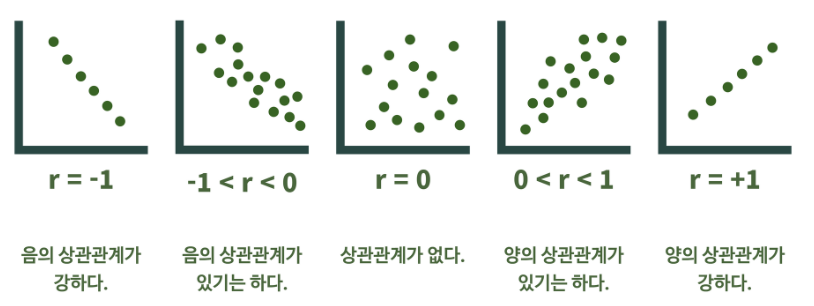 r = -1
-1 < r < 0
r = 0
0 < r < 1
r = +1
음의 상관관계가
강하다.
음의 상관관계가
있기는 하다.
상관관계가 없다.
양의 상관관계가
있기는 하다.
양의 상관관계가
강하다.